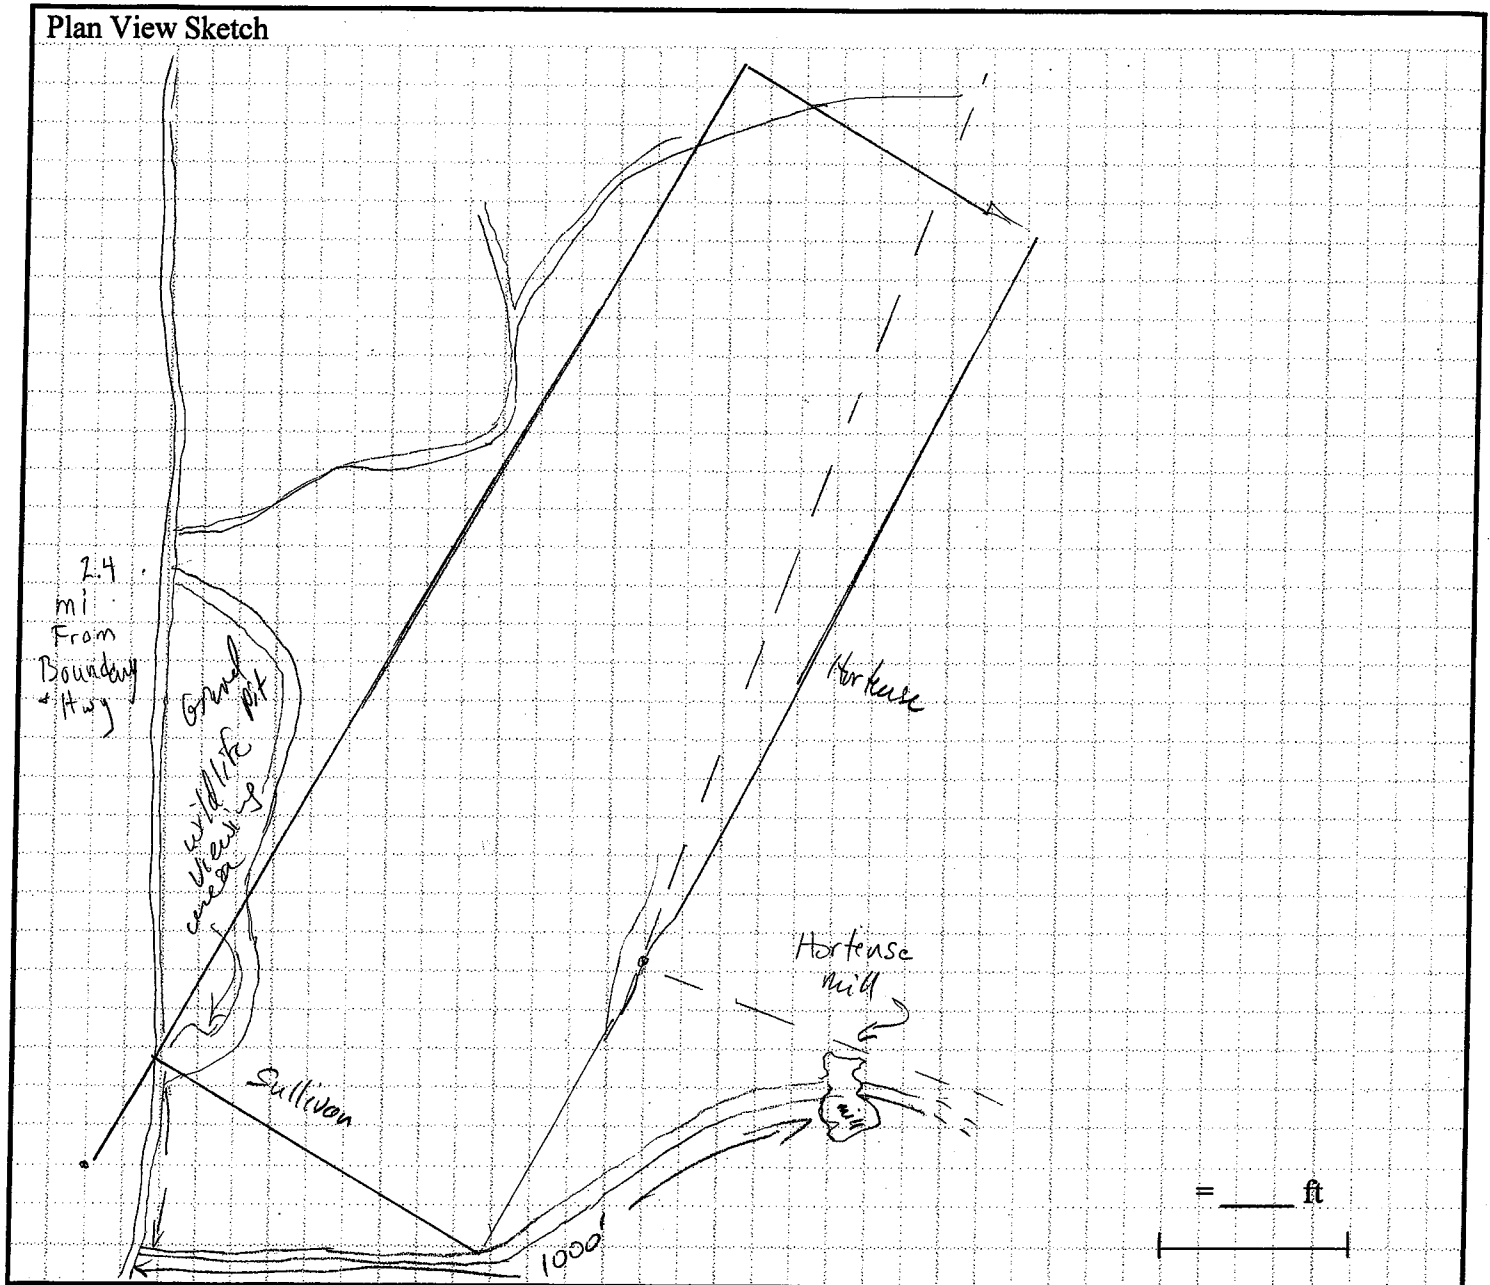 Plan View Sketch
2.4
mi
From
Boundary
+ Hwy
Gravel
pit
wildlife
viewing
area
Hortense
Hortense
mill
mill
Sullivan
1000'
= ____ ft